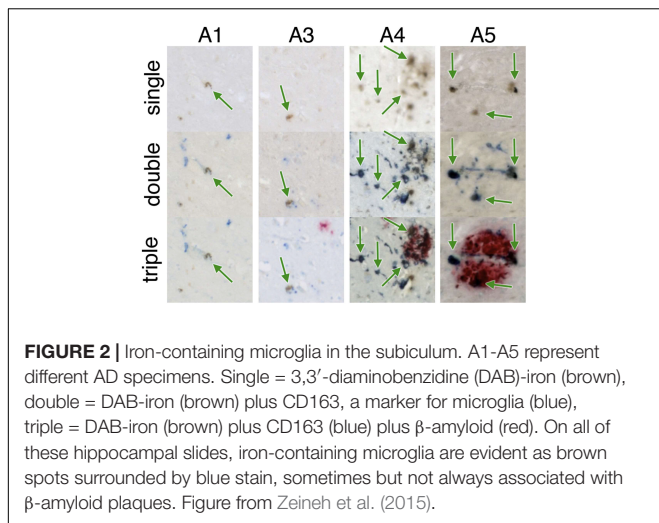 A1 A3 A4 A5
single
double
triple
FIGURE 2 | Iron-containing microglia in the subiculum. A1-A5 represent
different AD specimens. Single = 3,3′-diaminobenzidine (DAB)-iron (brown),
double = DAB-iron (brown) plus CD163, a marker for microglia (blue),
triple = DAB-iron (brown) plus CD163 (blue) plus β-amyloid (red). On all of
these hippocampal slides, iron-containing microglia are evident as brown
spots surrounded by blue stain, sometimes but not always associated with
β-amyloid plaques. Figure from Zeineh et al. (2015).